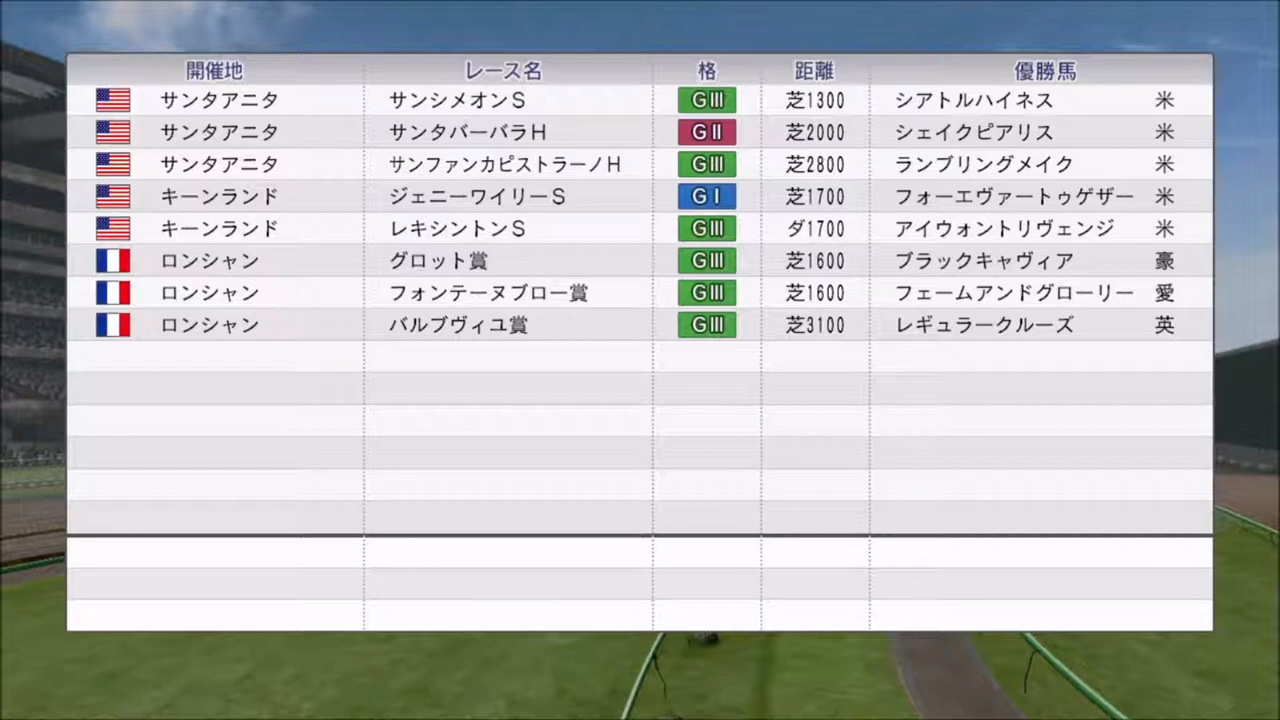 開催地 レース名 格 距離 優勝馬
サンタアニタ サンシメオンS GⅢ 芝1300 シアトルハイネス 米
サンタアニタ サンタバーバラH GⅡ 芝2000 シェイクピアリス 米
サンタアニタ サンファンカピストラーノH GⅢ 芝2800 ランブリングメイク 米
キーンランド ジェニーワイリーS GⅠ 芝1700 フォーエヴァートゥゲザー 米
キーンランド レキシントンS GⅢ ダ1700 アイウォントリヴェンジ 米
ロンシャン グロット賞 GⅢ 芝1600 ブラックキャヴィア 豪
ロンシャン フォンテーヌブロー賞 GⅢ 芝1600 フェームアンドグローリー 愛
ロンシャン バルブヴィユ賞 GⅢ 芝3100 レギュラークルーズ 英